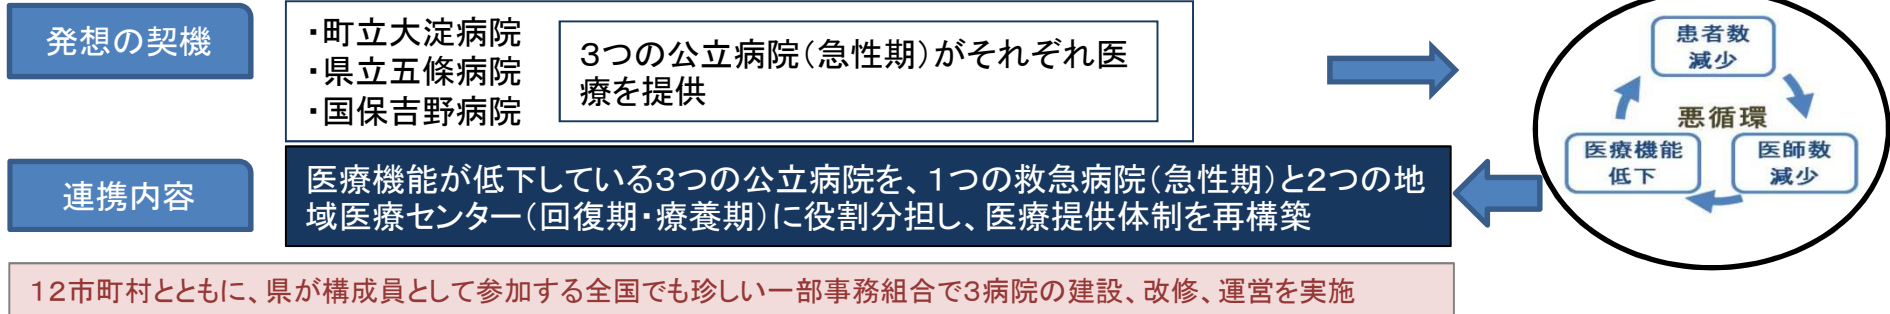 発想の契機
・町立大淀病院
・県立五條病院
・国保吉野病院
３つの公立病院（急性期）がそれぞれ医
療を提供
患者数
減少
悪循環
医療機能
低下
医師数
減少
連携内容
医療機能が低下している３つの公立病院を、１つの救急病院（急性期）と２つの地
域医療センター（回復期・療養期）に役割分担し、医療提供体制を再構築
１２市町村とともに、県が構成員として参加する全国でも珍しい一部事務組合で３病院の建設、改修、運営を実施